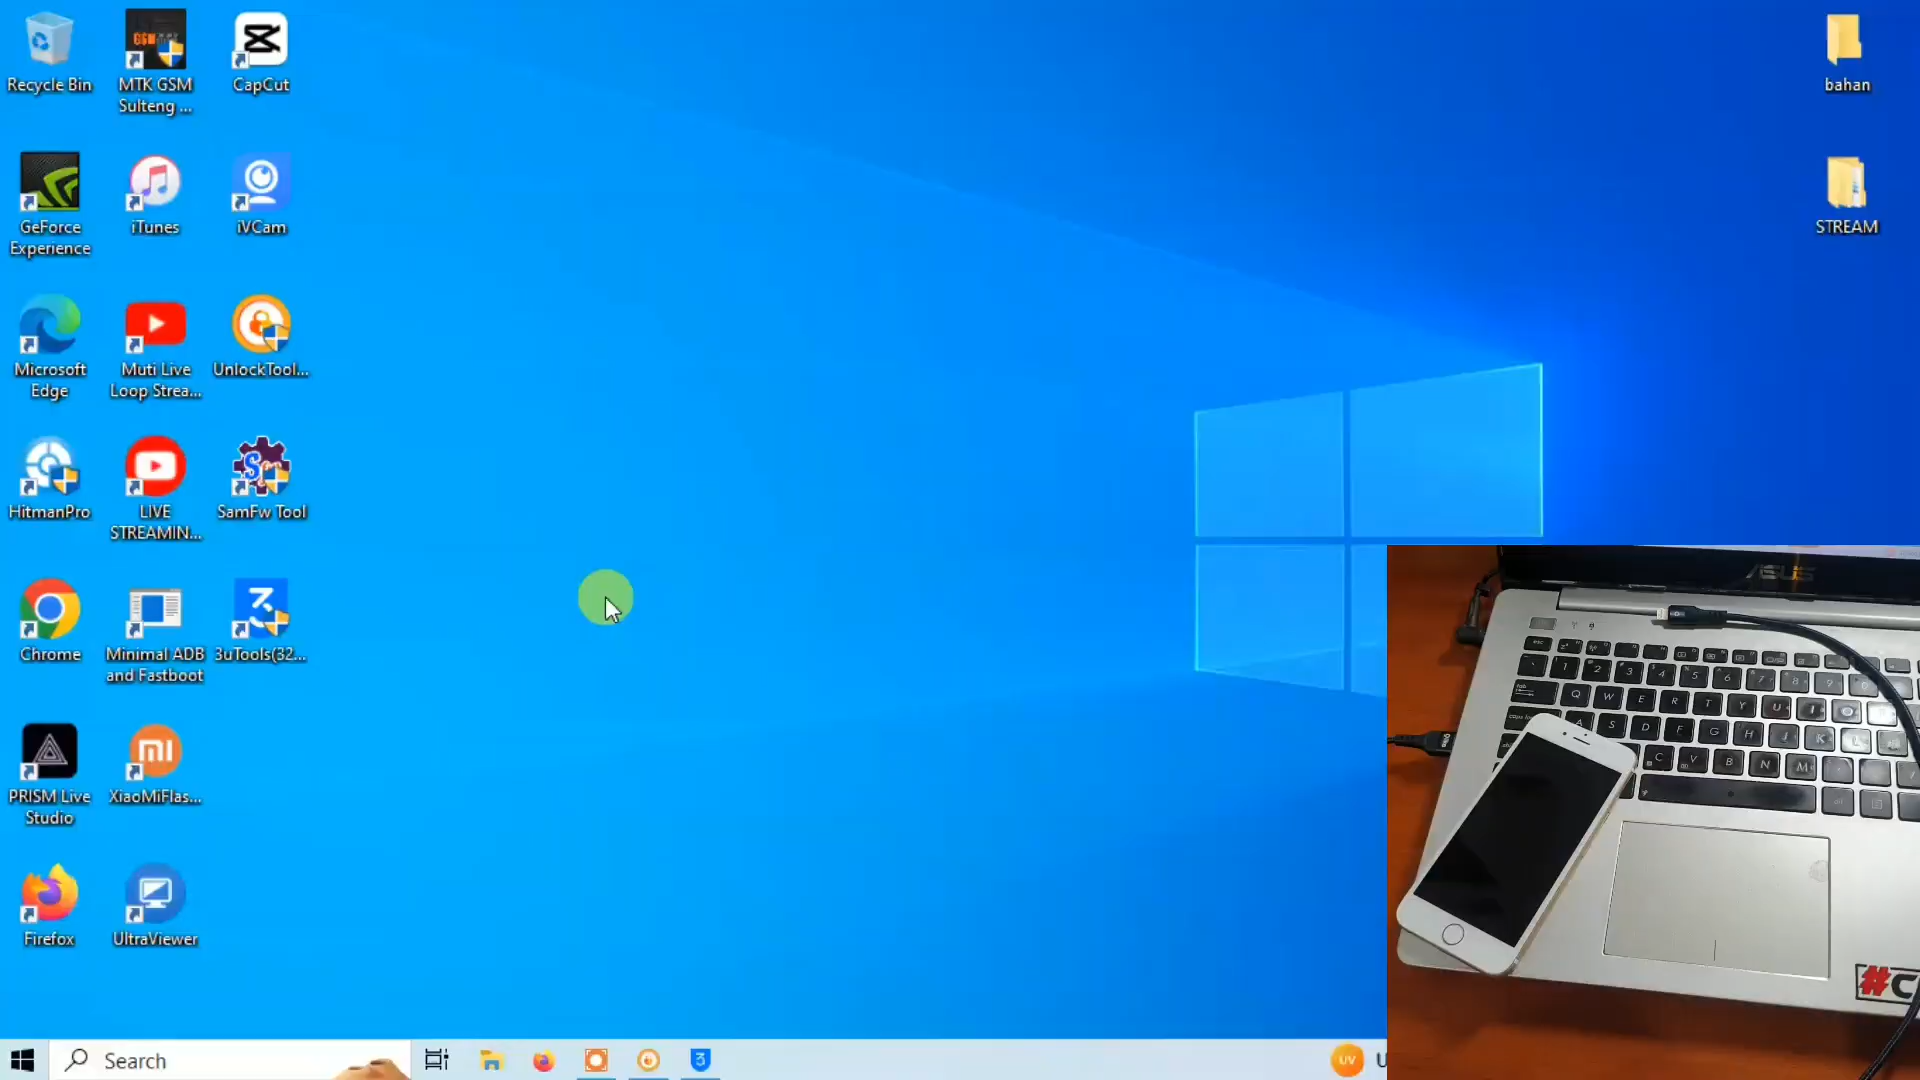 Recycle Bin
MTK GSM
Sulteng ...
CapCut
bahan
GeForce
Experience
iTunes
iVCam
STREAM
Microsoft
Edge
Muti Live
Loop Strea...
UnlockTool...
HitmanPro
LIVE
STREAMIN...
SamFw Tool
Chrome
Minimal ADB
and Fastboot
3uTools(32...
PRISM Live
Studio
XiaoMiFlas...
Firefox
UltraViewer
Search
UV
ASUS
#C